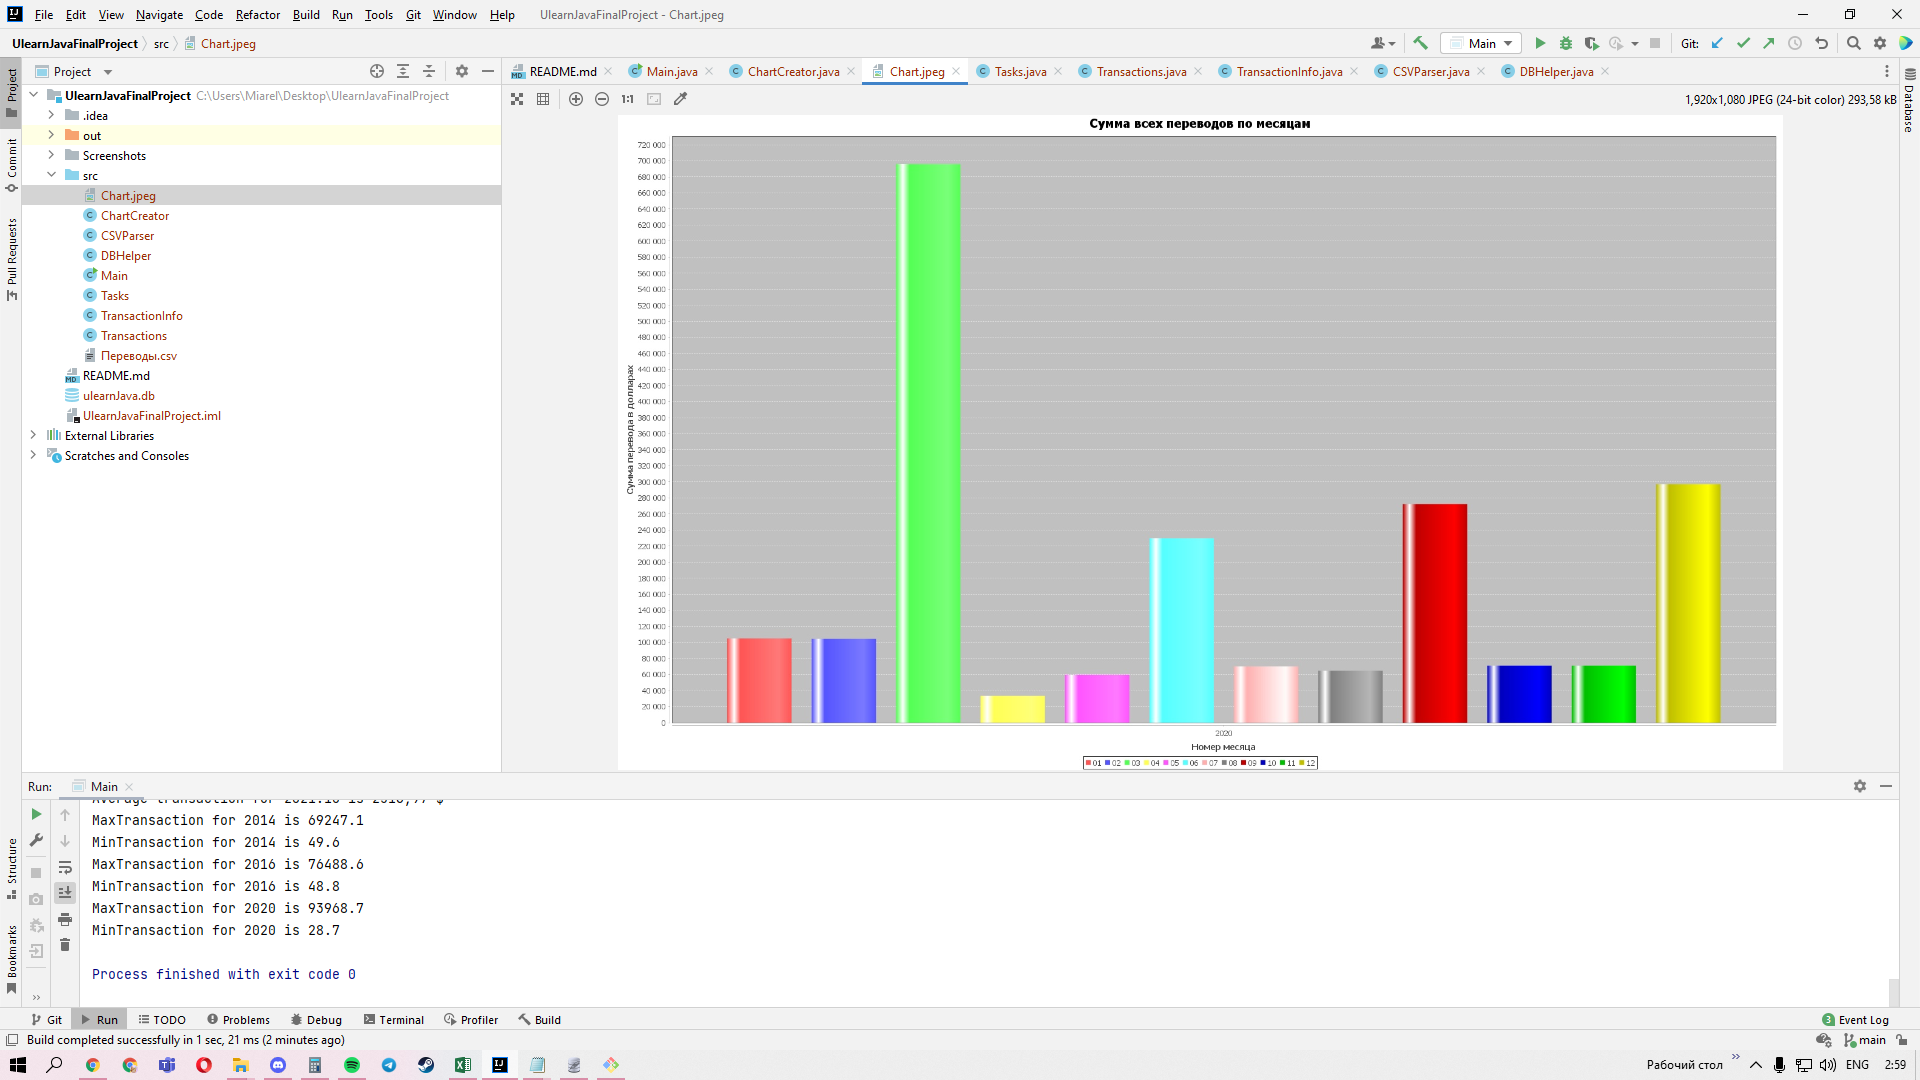 File Edit View Navigate Code Refactor Build Run Tools Git Window Help UlearnJavaFinalProject - Chart.jpeg
UlearnJavaFinalProject src Chart.jpeg Main Git:
Project README.md Main.java ChartCreator.java Chart.jpeg Tasks.java Transactions.java TransactionInfo.java CSVParser.java DBHelper.java
1:1 1,920x1,080 JPEG (24-bit color) 293,58 kB
Project
Commit
Pull Requests
Structure
Bookmarks
Database
UlearnJavaFinalProject C:\Users\Miarel\Desktop\UlearnJavaFinalProject
.idea
out
Screenshots
src
Chart.jpeg
ChartCreator
CSVParser
DBHelper
Main
Tasks
TransactionInfo
Transactions
Переводы.csv
README.md
ulearnJava.db
UlearnJavaFinalProject.iml
External Libraries
Scratches and Consoles
Сумма всех переводов по месяцам
Сумма перевода в долларах
720 000
700 000
680 000
660 000
640 000
620 000
600 000
580 000
560 000
540 000
520 000
500 000
480 000
460 000
440 000
420 000
400 000
380 000
360 000
340 000
320 000
300 000
280 000
260 000
240 000
220 000
200 000
180 000
160 000
140 000
120 000
100 000
80 000
60 000
40 000
20 000
0
2020
Номер месяца
01 02 03 04 05 06 07 08 09 10 11 12
Run: Main
MaxTransaction for 2014 is 69247.1
MinTransaction for 2014 is 49.6
MaxTransaction for 2016 is 76488.6
MinTransaction for 2016 is 48.8
MaxTransaction for 2020 is 93968.7
MinTransaction for 2020 is 28.7
Process finished with exit code 0
Git Run TODO Problems Debug Terminal Profiler Build 3 Event Log
Build completed successfully in 1 sec, 21 ms (2 minutes ago) main
Рабочий стол ENG 2:59